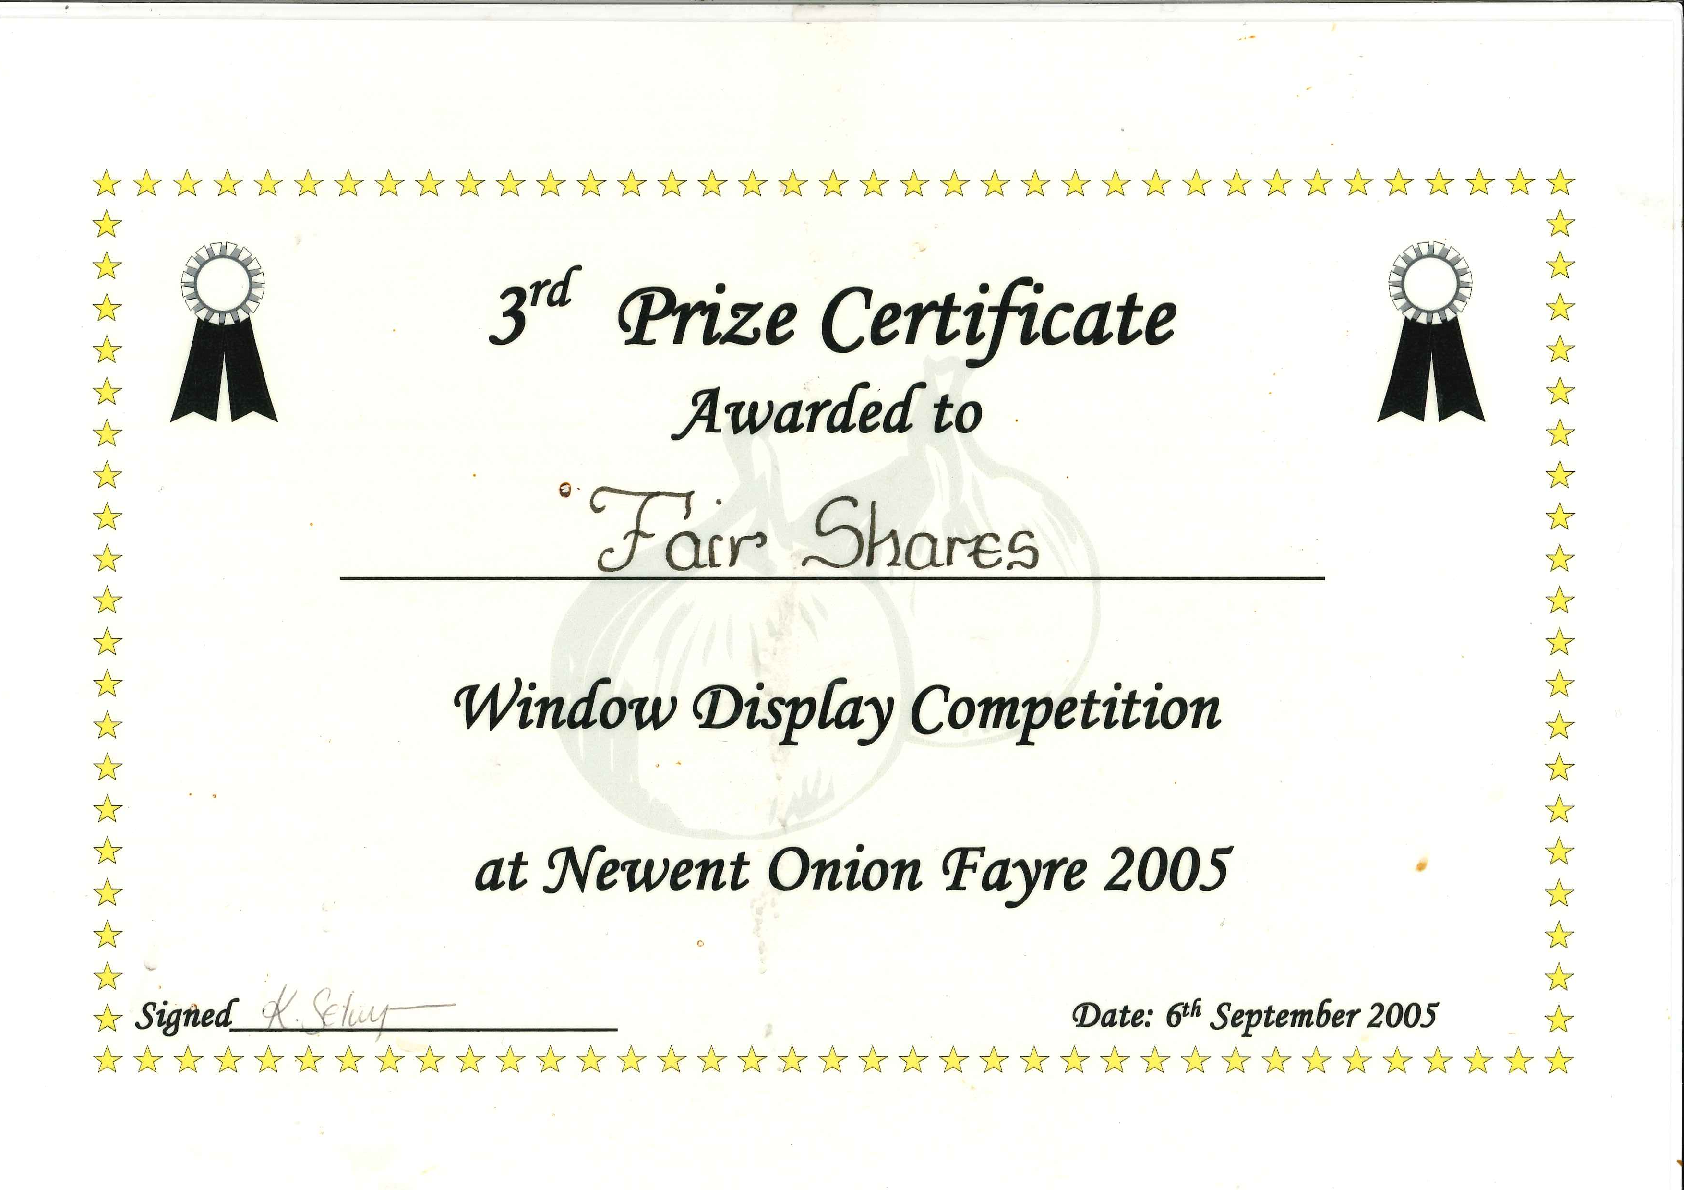 3rd Prize Certificate
Awarded to
Fair Shares
Window Display Competition
at Newent Onion Fayre 2005
Signed K.
Date: 6th September 2005